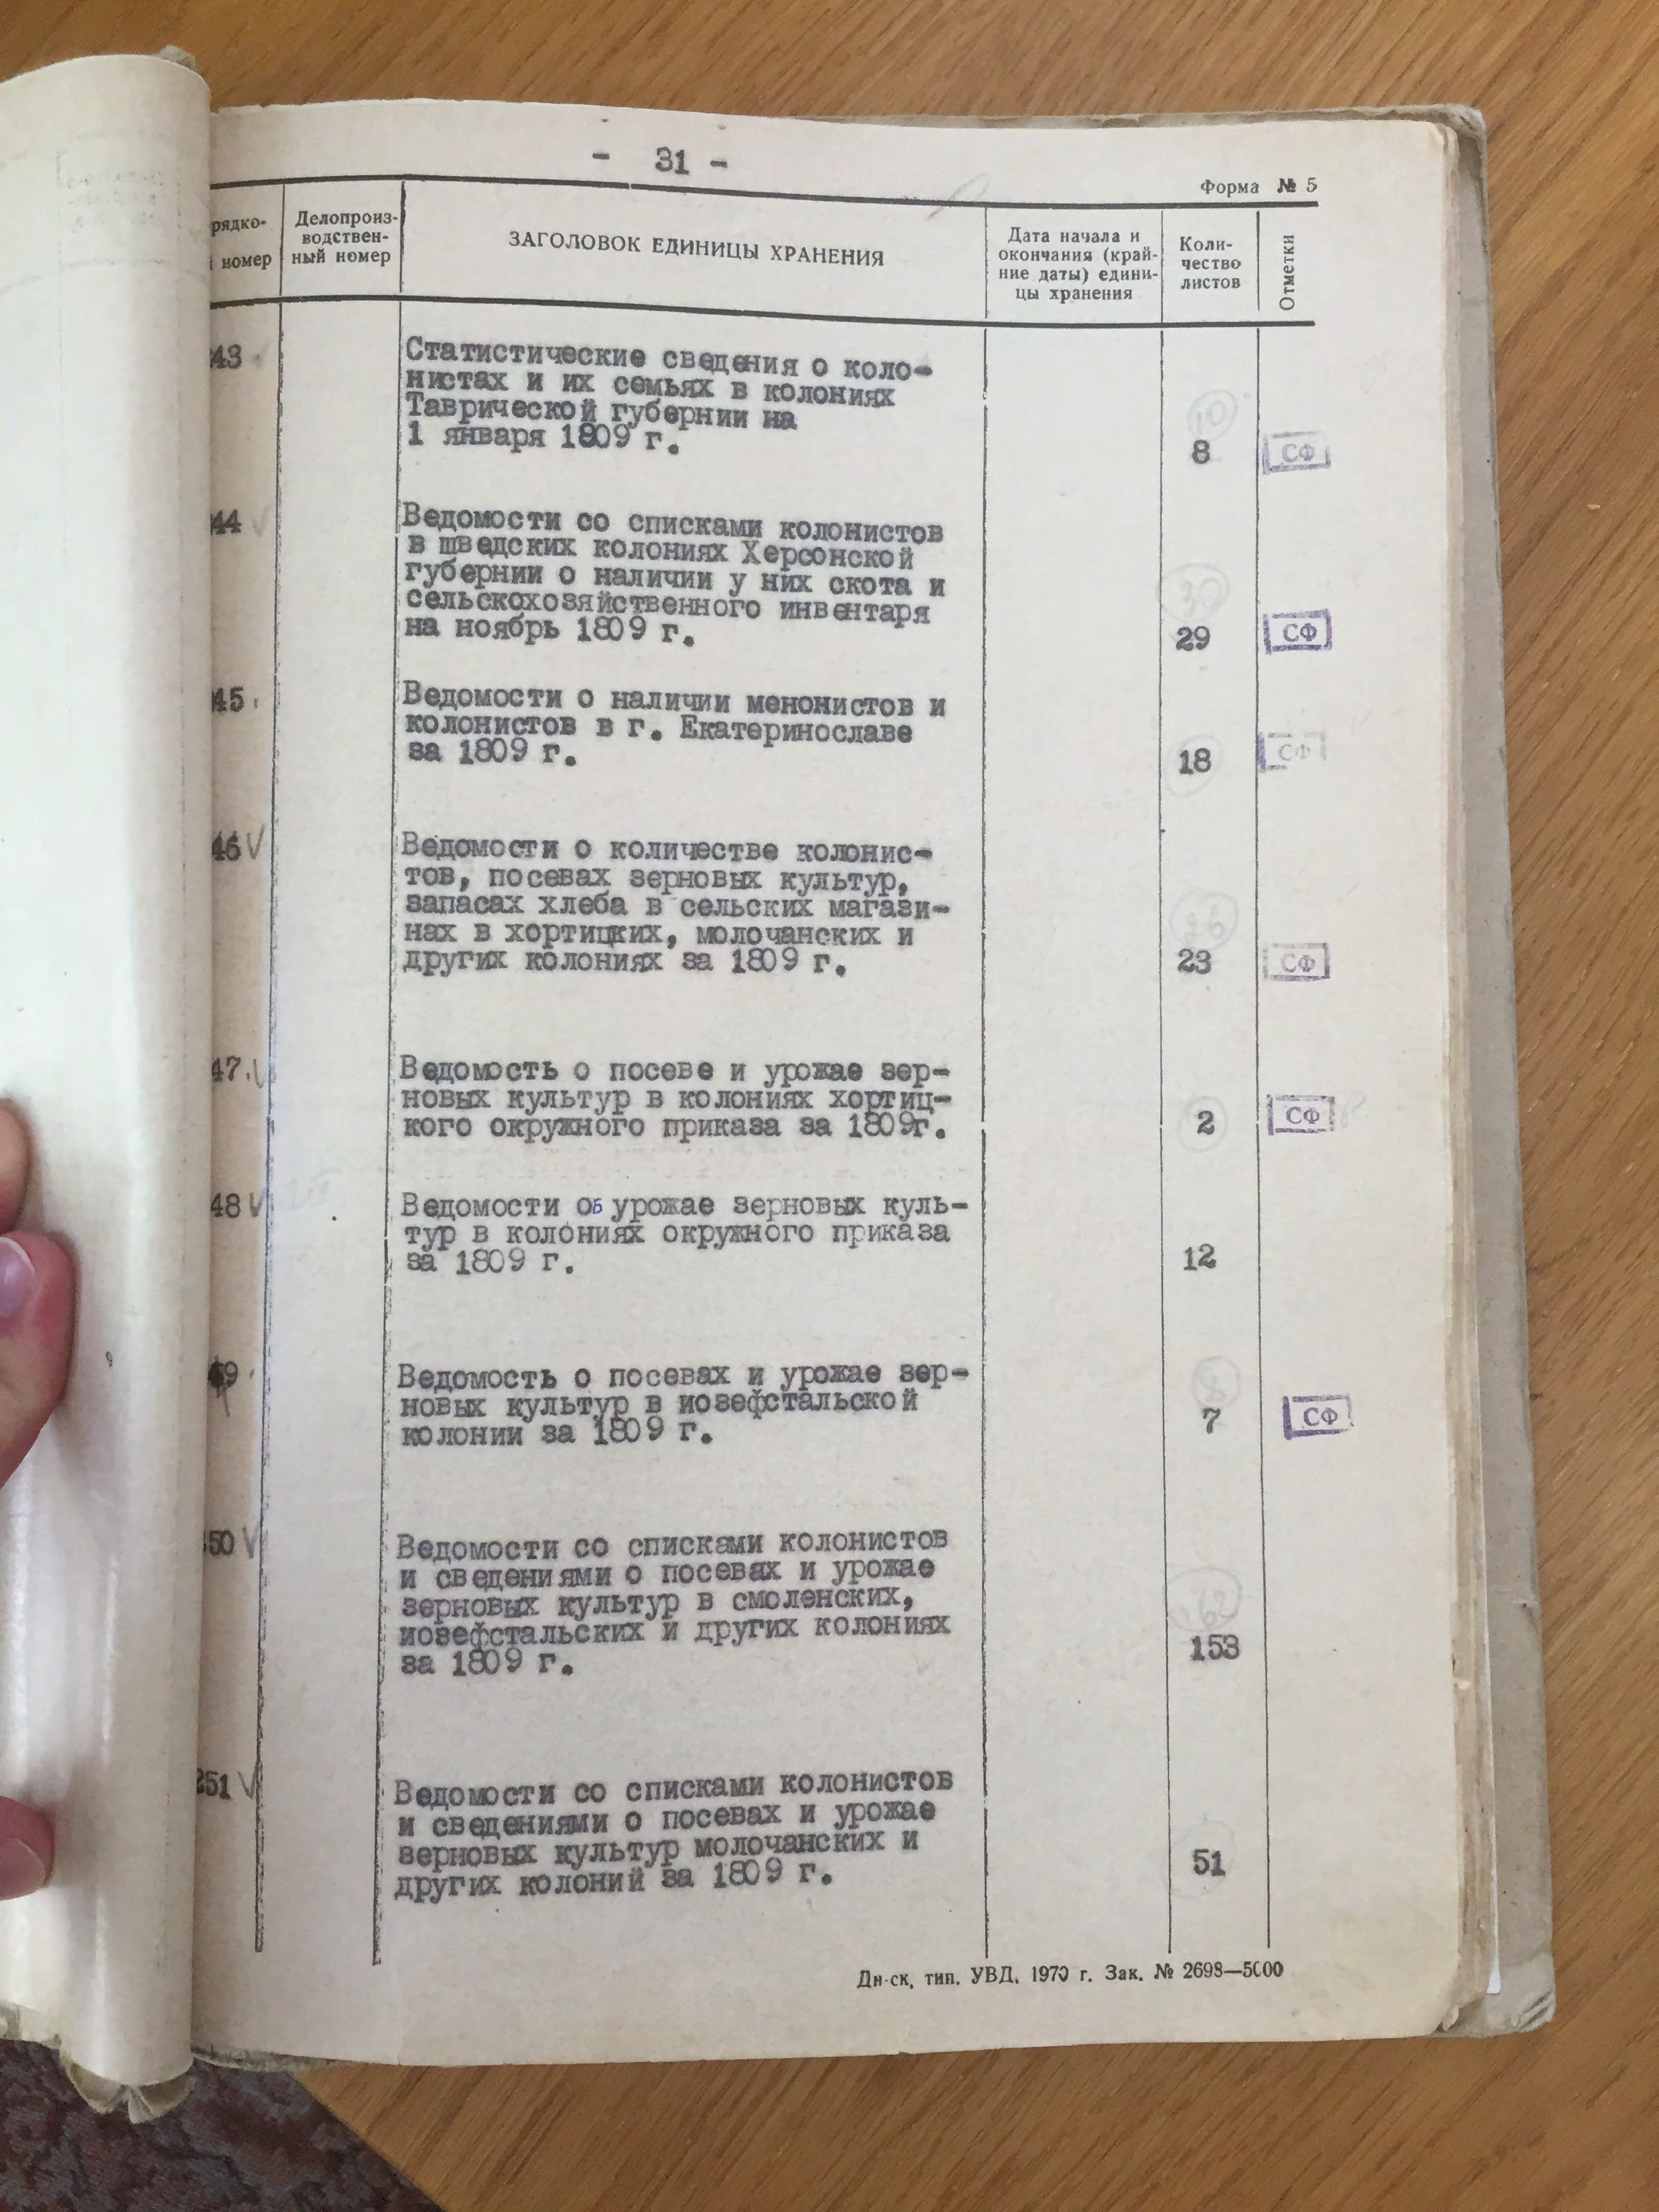 - 31 -
Форма № 5
рядко-
номер
Делопроиз-
водствен-
ный номер
ЗАГОЛОВОК ЕДИНИЦЫ ХРАНЕНИЯ
Дата начала и
окончания (край-
ние даты) едини-
цы хранения
Коли-
чество
листов
Отметки
43
Статистические сведения о коло-
нистах и их семьях в колониях
Таврической губернии на
1 января 1809 г.
10
8
СФ
44
Ведомости со списками колонистов
в шведских колониях Херсонской
губернии о наличии у них скота и
сельскохозяйственного инвентаря
на ноябрь 1809 г.
30
29
СФ
45
Ведомости о наличии менонистов и
колонистов в г. Екатеринославе
за 1809 г.
18
СФ
46 V
Ведомости о количестве колонис-
тов, посевах зерновых культур,
запасах хлеба в сельских магази-
нах в хортицких, молочанских и
других колониях за 1809 г.
26
23
СФ
47. V
Ведомость о посеве и урожае зер-
новых культур в колониях хортиц-
кого окружного приказа за 1809г.
2
СФ
48 V
Ведомости об урожае зерновых куль-
тур в колониях окружного приказа
за 1809 г.
12
49
Ведомость о посевах и урожае зер-
новых культур в иозефстальской
колонии за 1809 г.
7
СФ
50 V
Ведомости со списками колонистов
и сведениями о посевах и урожае
зерновых культур в смоленских,
иозефстальских и других колониях
за 1809 г.
162
153
251 V
Ведомости со списками колонистов
и сведениями о посевах и урожае
зерновых культур молочанских и
других колоний за 1809 г.
51
Дн-ск, тип. УВД. 1970 г. Зак. № 2698—5000